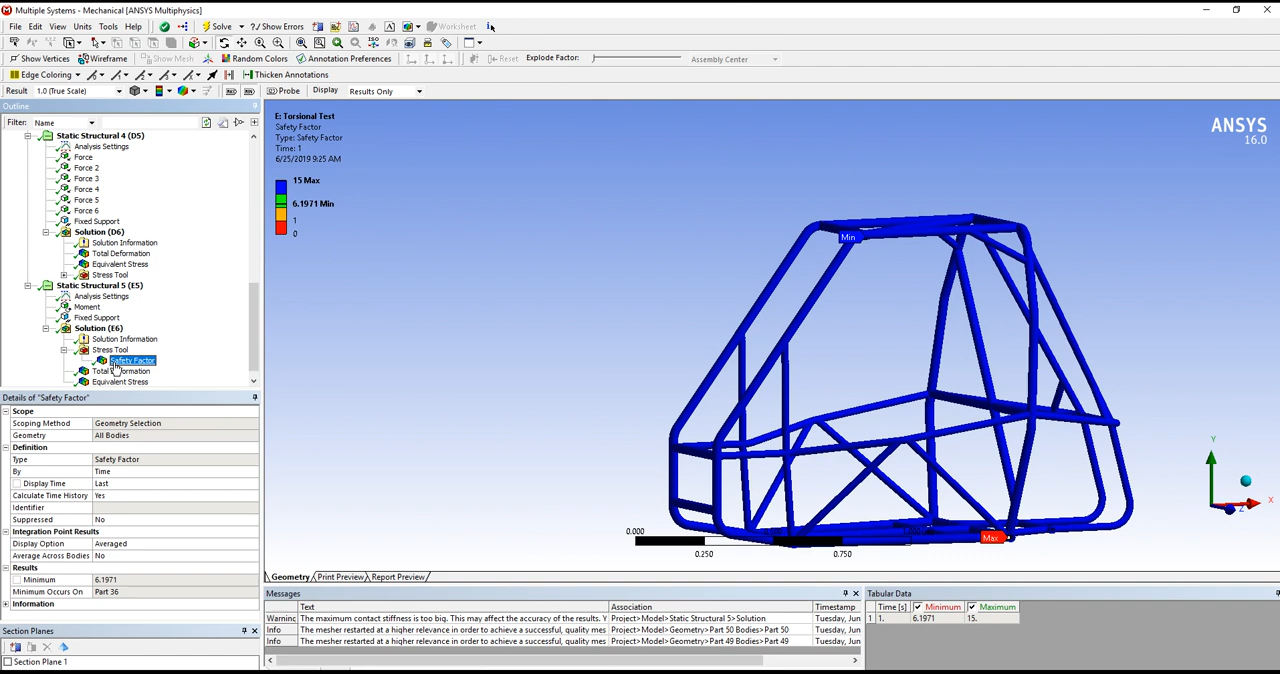 Multiple Systems - Mechanical [ANSYS Multiphysics]
File Edit View Units Tools Help Solve ?/ Show Errors Worksheet
Show Vertices Wireframe Show Mesh Random Colors Annotation Preferences Reset Explode Factor: Assembly Center
Edge Coloring Thicken Annotations
Result 1.0 (True Scale) Probe Display Results Only
Outline
Filter: Name
Static Structural 4 (D5)
Analysis Settings
Force
Force 2
Force 3
Force 4
Force 5
Force 6
Fixed Support
Solution (D6)
Solution Information
Total Deformation
Equivalent Stress
Stress Tool
Static Structural 5 (E5)
Analysis Settings
Moment
Fixed Support
Solution (E6)
Solution Information
Stress Tool
Safety Factor
Equivalent Stress
Details of "Safety Factor"
Scope
Scoping Method Geometry Selection
Geometry All Bodies
Definition
Type Safety Factor
By Time
Display Time Last
Calculate Time History Yes
Identifier
Suppressed No
Integration Point Results
Display Option Averaged
Average Across Bodies No
Results
Minimum 6.1971
Minimum Occurs On Part 36
Information
Section Planes
Section Plane 1
E: Torsional Test
Safety Factor
Type: Safety Factor
Time: 1
6/25/2019 9:25 AM
15 Max
6.1971 Min
1
0
ANSYS
16.0
Min
Max
0.000
0.250
0.750
Y
X
Z
Geometry Print Preview Report Preview
Messages
Text Association Timestamp
Warninc The maximum contact stiffness is too big. This may affect the accuracy of the results. Y Project>Model>Static Structural 5>Solution Tuesday, Jun
Info The mesher restarted at a higher relevance in order to achieve a successful, quality mes Project>Model>Geometry>Part 50 Bodies>Part 50 Tuesday, Jun
Info The mesher restarted at a higher relevance in order to achieve a successful, quality mes Project>Model>Geometry>Part 49 Bodies>Part 49 Tuesday, Jun
Tabular Data
Time [s] Minimum Maximum
1 1. 6.1971 15.